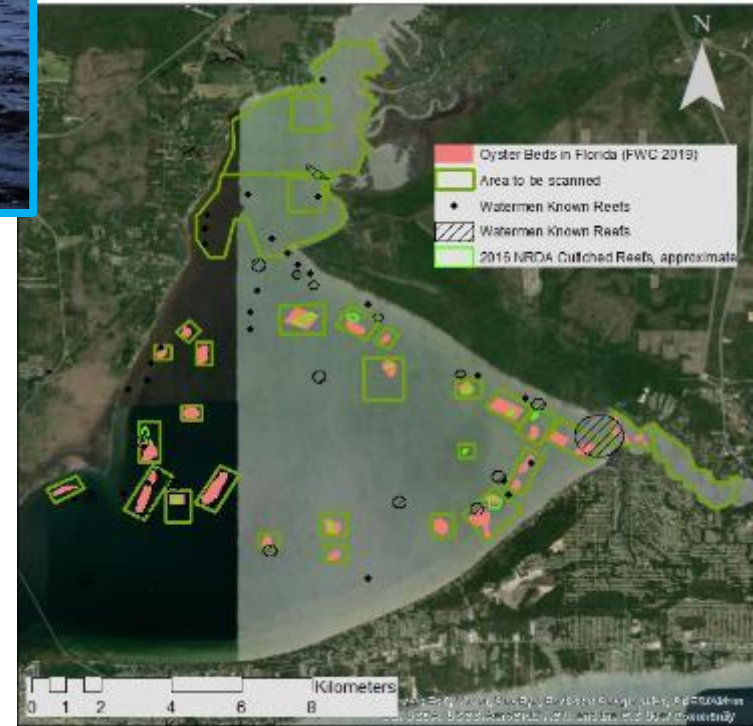 N
Oyster Beds in Florida (FWC 2019)
Area to be scanned
Watermen Known Reefs
Watermen Known Reefs
2016 NRDA Cultched Reefs, approximate
Kilometers
0 1 2 4 6 8